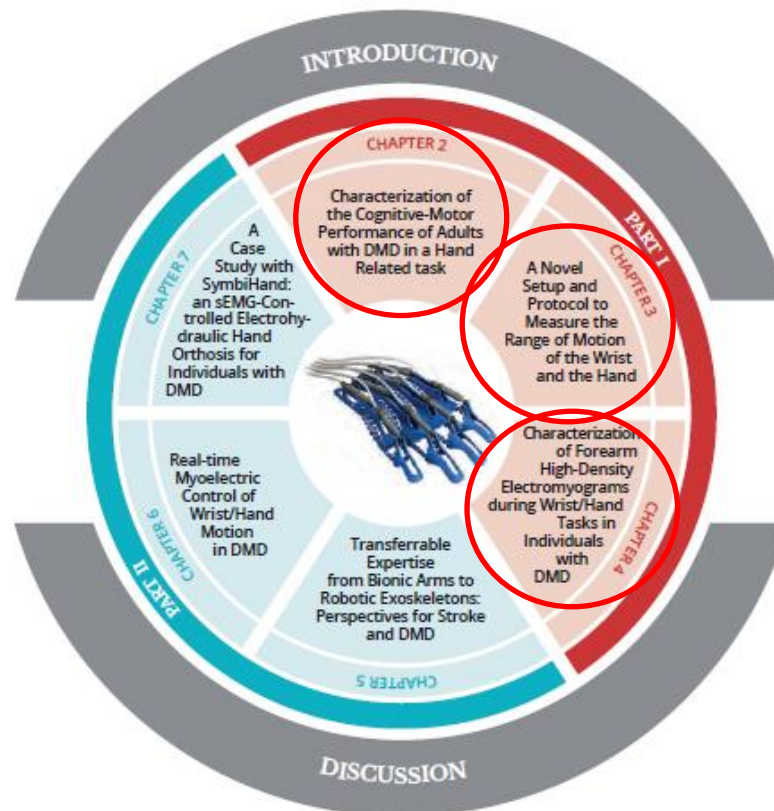 INTRODUCTION
PART I
CHAPTER 2
Characterization of
the Cognitive-Motor
Performance of Adults
with DMD in a Hand
Related task
CHAPTER 3
A Novel
Setup and
Protocol to
Measure the
Range of Motion
of the Wrist
and the Hand
CHAPTER 4
Characterization
of Forearm
High-Density
Electromyograms
during Wrist/Hand
Tasks in
Individuals
with
DMD
PART II
CHAPTER 5
Transferrable
Expertise
from Bionic Arms to
Robotic Exoskeletons:
Perspectives for Stroke
and DMD
CHAPTER 6
Real-time
Myoelectric
Control of
Wrist/Hand
Motion
in DMD
CHAPTER 7
A
Case
Study with
SymbiHand:
an sEMG-Con-
trolled Electrohy-
draulic Hand
Orthosis for
Individuals with
DMD
DISCUSSION